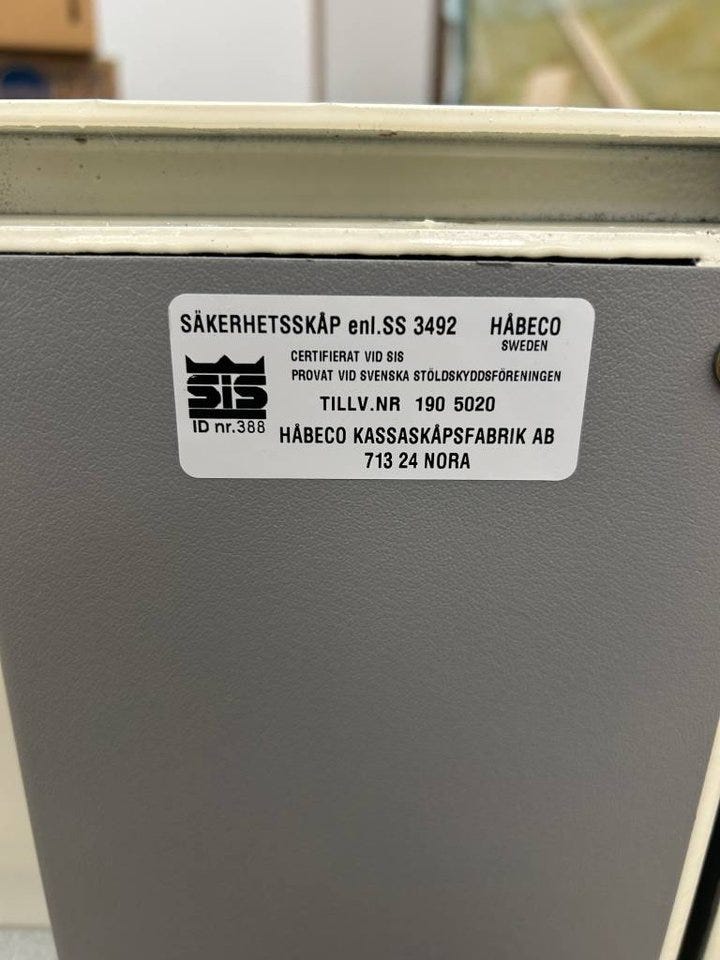 SÄKERHETSSKÅP enl.SS 3492 HÅBECO
SWEDEN
CERTIFIERAT VID SIS
PROVAT VID SVENSKA STÖLDSKYDDSFÖRENINGEN
SIS
TILLV.NR 190 5020
ID nr.388
HÅBECO KASSASKÅPSFABRIK AB
713 24 NORA